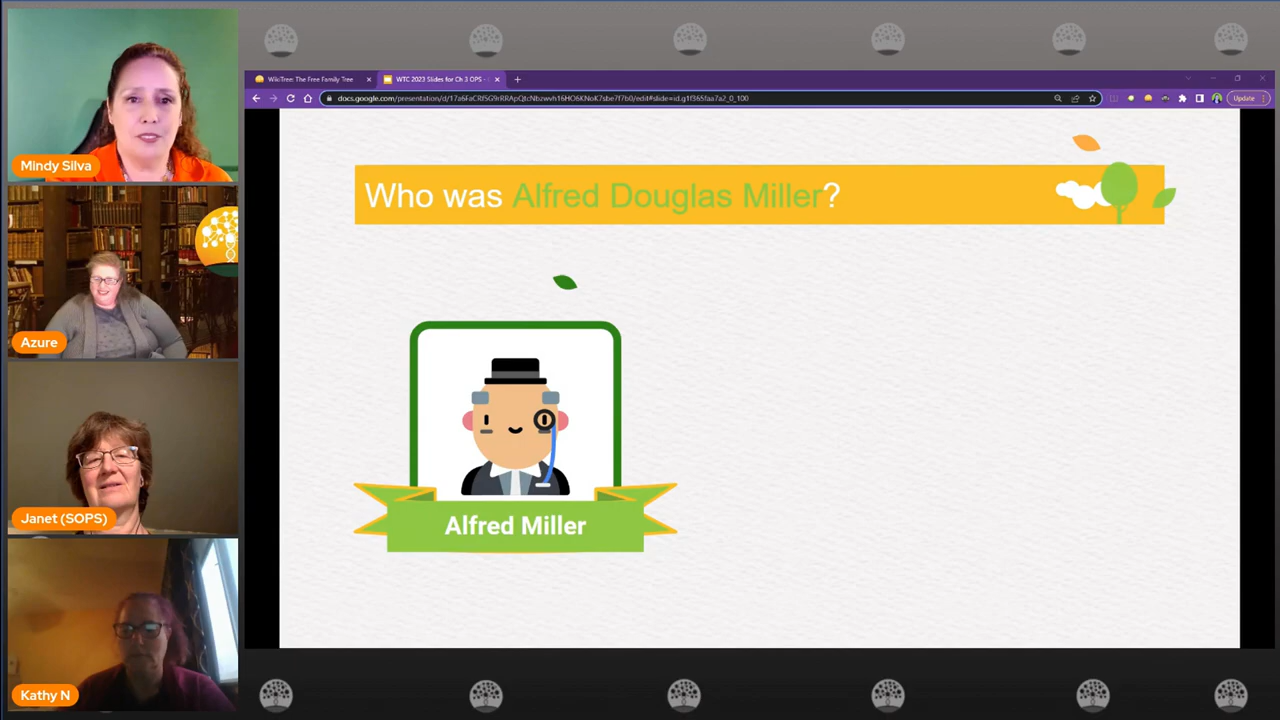 Mindy Silva
Azure
Janet (SOPS)
Kathy N
WikiTree: The Free Family Tree
WTC 2023 Slides for Ch 3 OPS -
Update
Who was Alfred Douglas Miller?
Alfred Miller